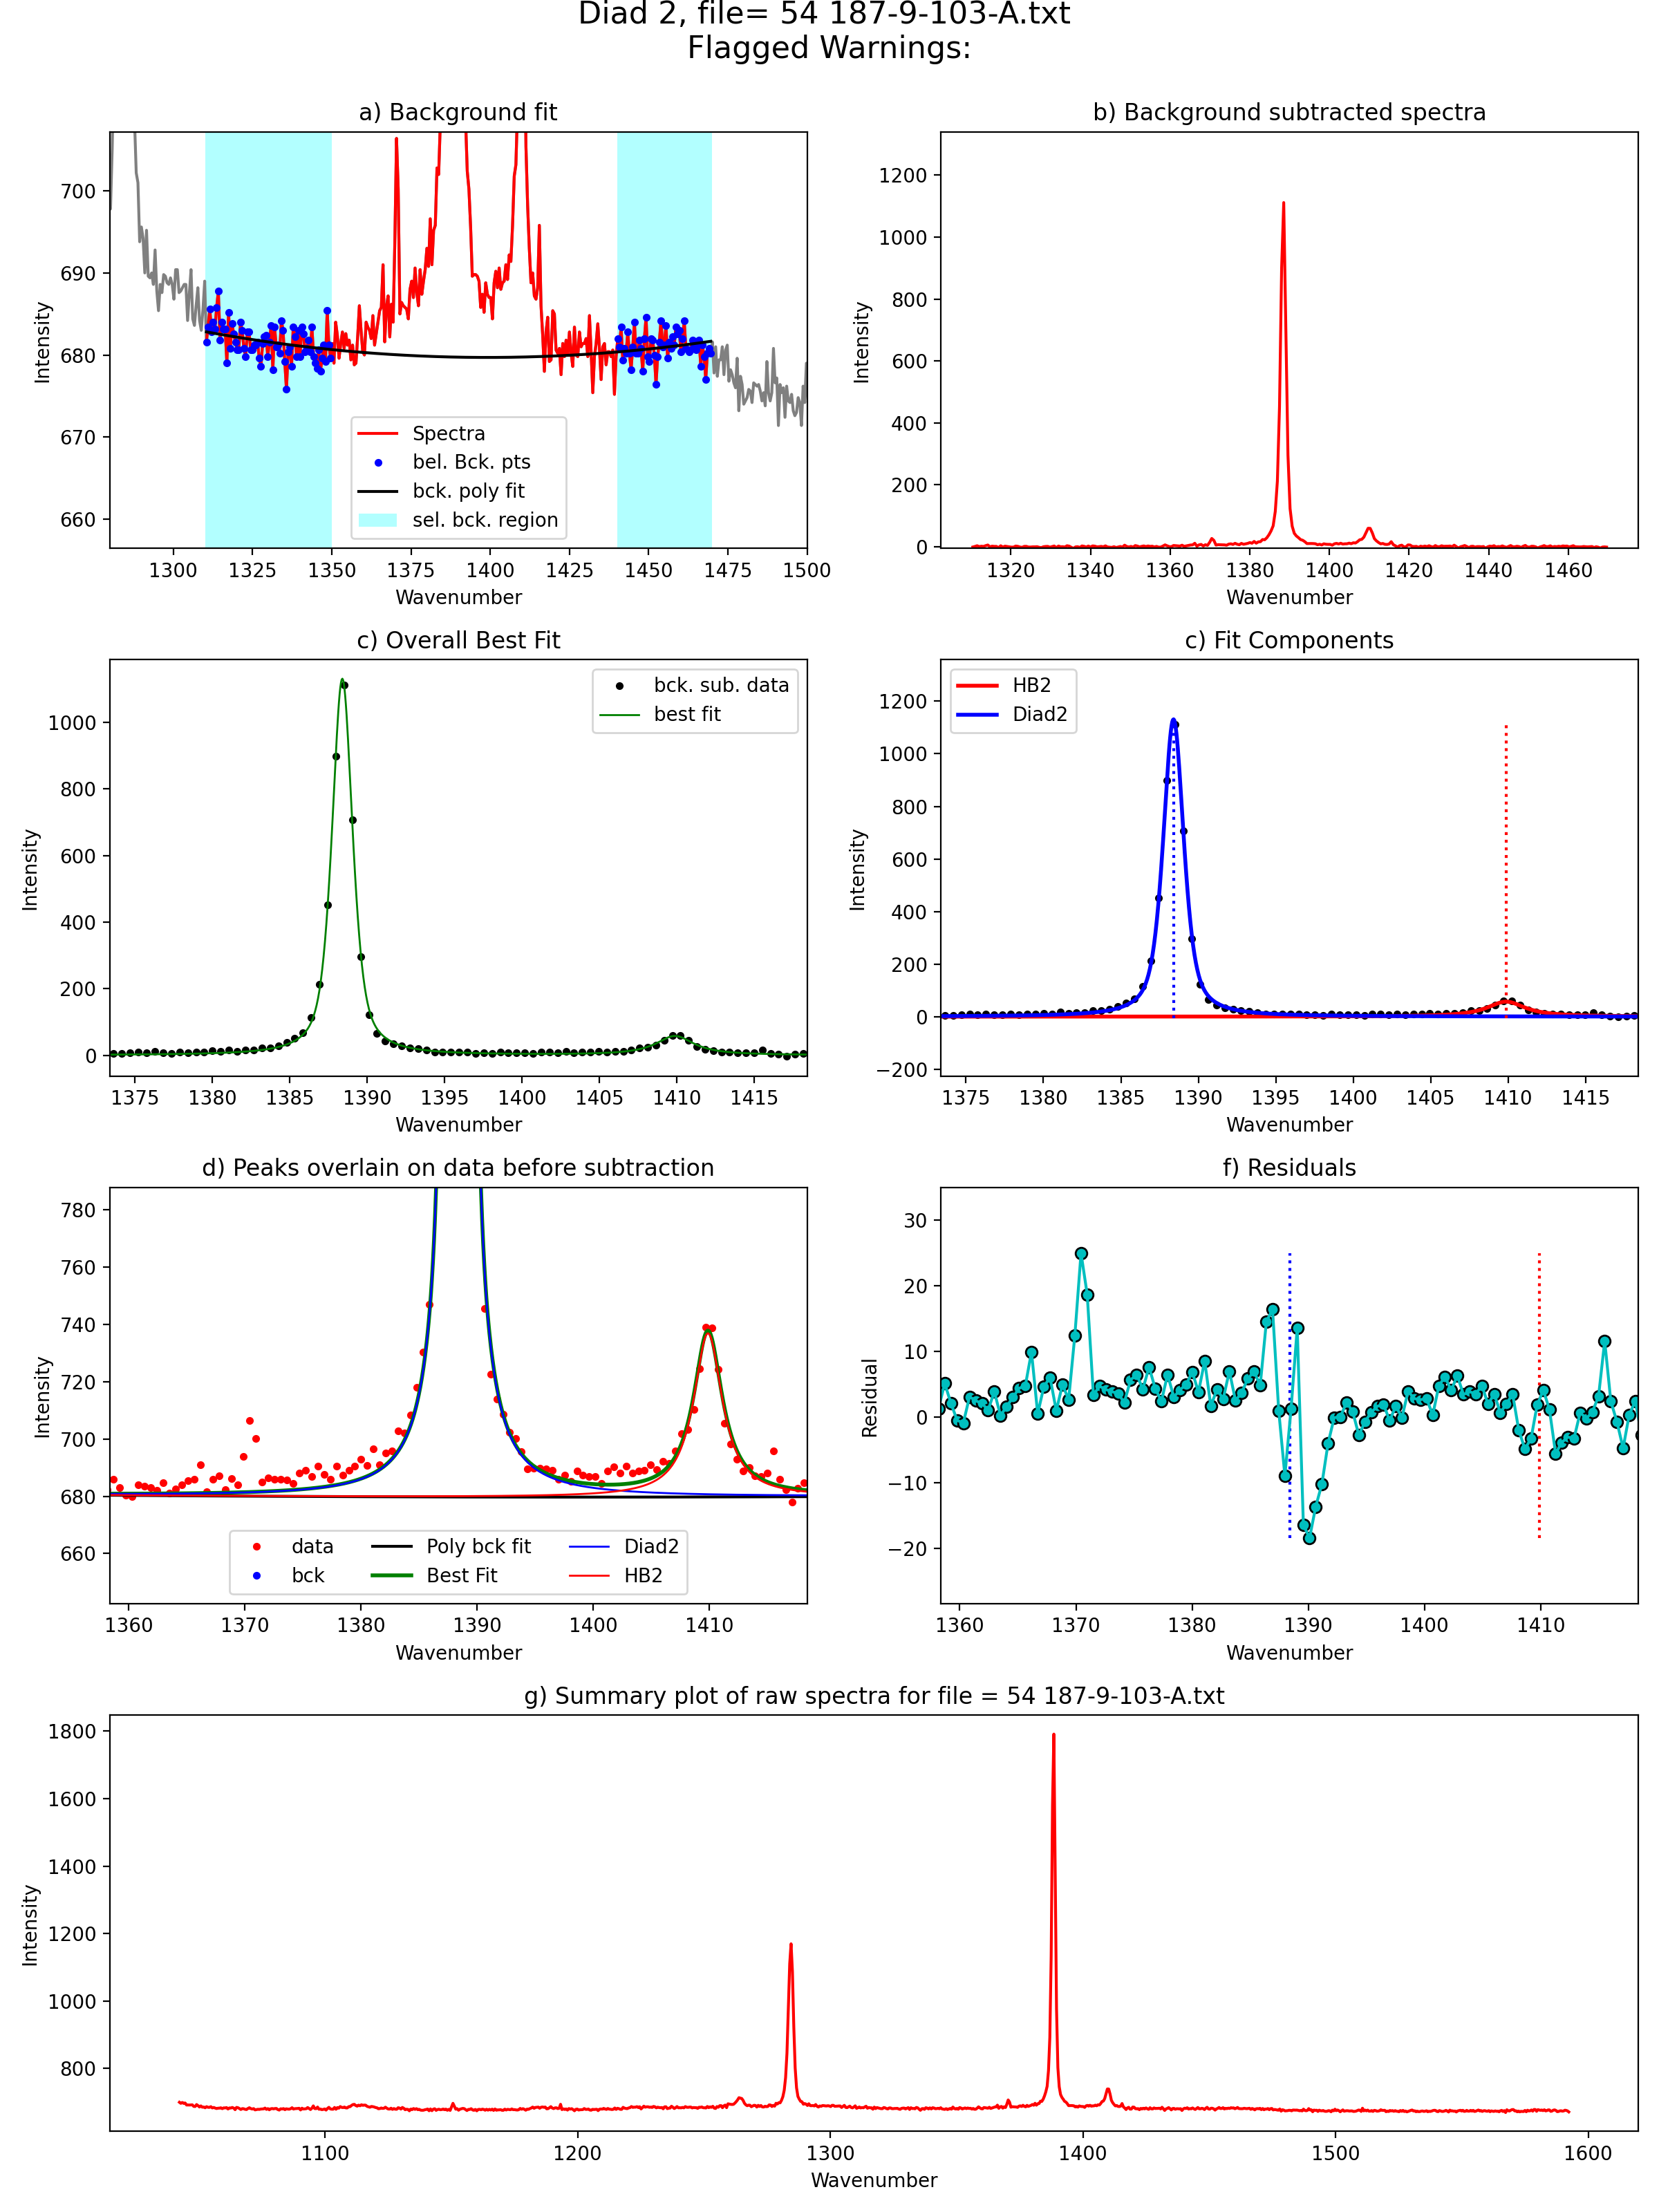 Diad 2, file= 54 187-9-103-A.txt
Flagged Warnings:
a) Background fit
700
690
680
670
660
Intensity
Spectra
bel. Bck. pts
bck. poly fit
sel. bck. region
1300 1325 1350 1375 1400 1425 1450 1475 1500
Wavenumber
b) Background subtracted spectra
1200
1000
800
600
400
200
0
Intensity
1320 1340 1360 1380 1400 1420 1440 1460
Wavenumber
c) Overall Best Fit
1000
800
600
400
200
0
Intensity
bck. sub. data
best fit
1375 1380 1385 1390 1395 1400 1405 1410 1415
Wavenumber
c) Fit Components
1200
1000
800
600
400
200
0
−200
Intensity
HB2
Diad2
1375 1380 1385 1390 1395 1400 1405 1410 1415
Wavenumber
d) Peaks overlain on data before subtraction
780
760
740
720
700
680
660
Intensity
data
bck
Poly bck fit
Best Fit
Diad2
HB2
1360 1370 1380 1390 1400 1410
Wavenumber
f) Residuals
30
20
10
0
−10
−20
Residual
1360 1370 1380 1390 1400 1410
Wavenumber
g) Summary plot of raw spectra for file = 54 187-9-103-A.txt
1800
1600
1400
1200
1000
800
Intensity
1100 1200 1300 1400 1500 1600
Wavenumber